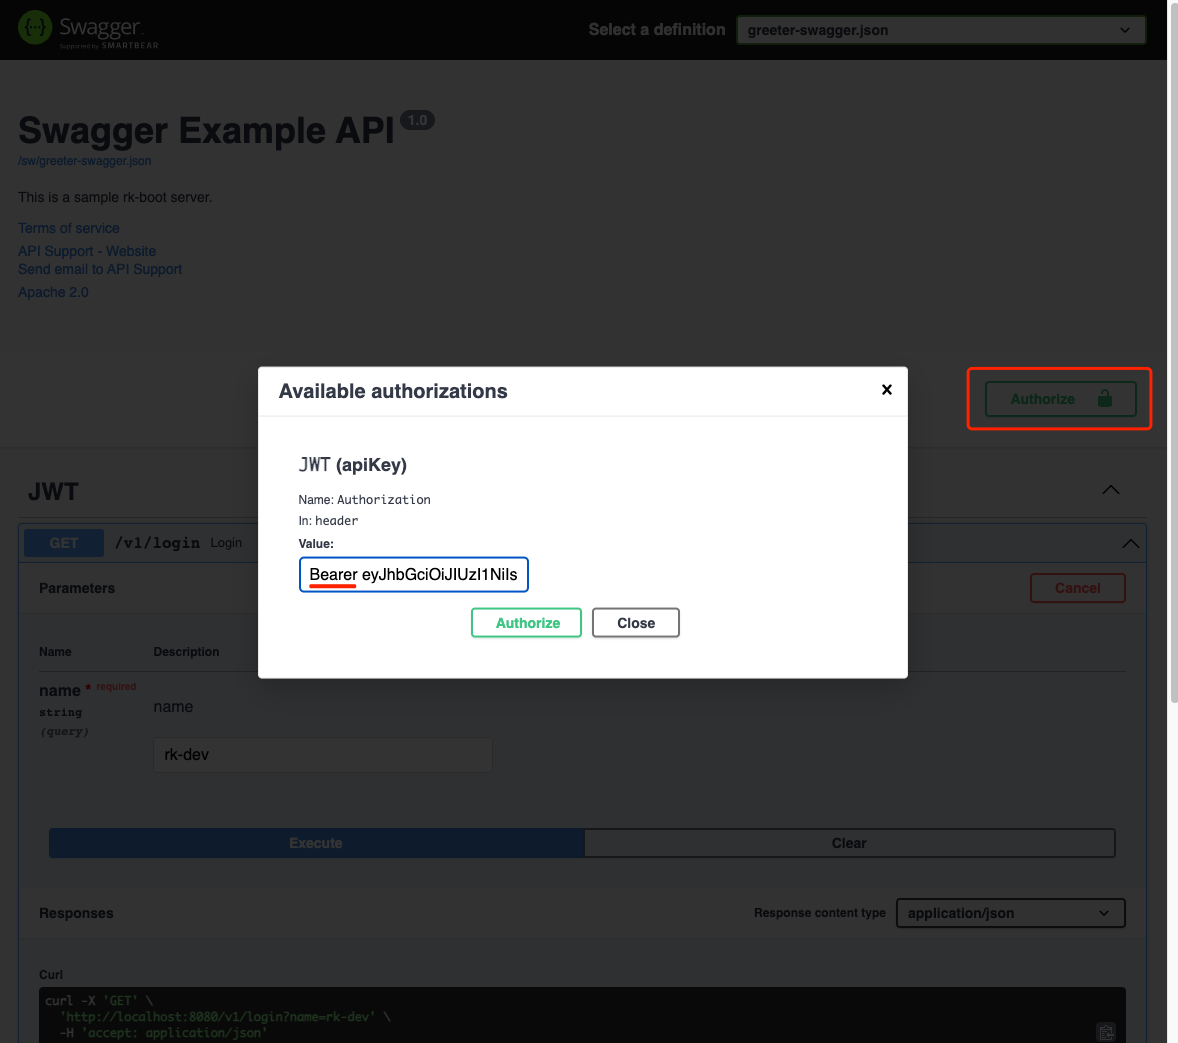 Swagger.
Supported by SMARTBEAR
Select a definition
greeter-swagger.json
Swagger Example API 1.0
/sw/greeter-swagger.json
This is a sample rk-boot server.
Terms of service
API Support - Website
Send email to API Support
Apache 2.0
Authorize
Available authorizations ×
JWT (apiKey)
Name: Authorization
In: header
Value:
Bearer eyJhbGciOiJIUzI1NiIs
Authorize Close
JWT
GET /v1/login Login
Parameters Cancel
Name Description
name * required
string
(query)
name
rk-dev
Execute Clear
Responses Response content type application/json
Curl
curl -X 'GET' \
'http://localhost:8080/v1/login?name=rk-dev' \
-H 'accept: application/json'